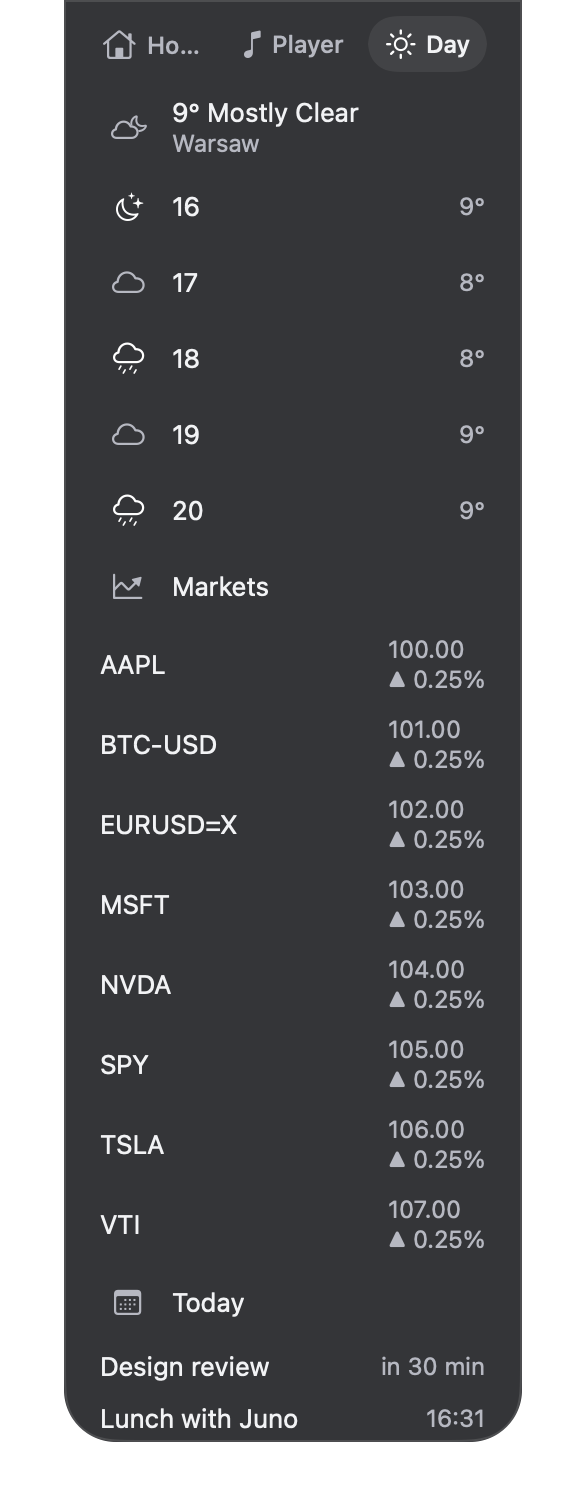 Ho...
Player
Day
9° Mostly Clear
Warsaw
16 9°
17 8°
18 8°
19 9°
20 9°
Markets
AAPL 100.00
▲ 0.25%
BTC-USD 101.00
▲ 0.25%
EURUSD=X 102.00
▲ 0.25%
MSFT 103.00
▲ 0.25%
NVDA 104.00
▲ 0.25%
SPY 105.00
▲ 0.25%
TSLA 106.00
▲ 0.25%
VTI 107.00
▲ 0.25%
Today
Design review in 30 min
Lunch with Juno 16:31